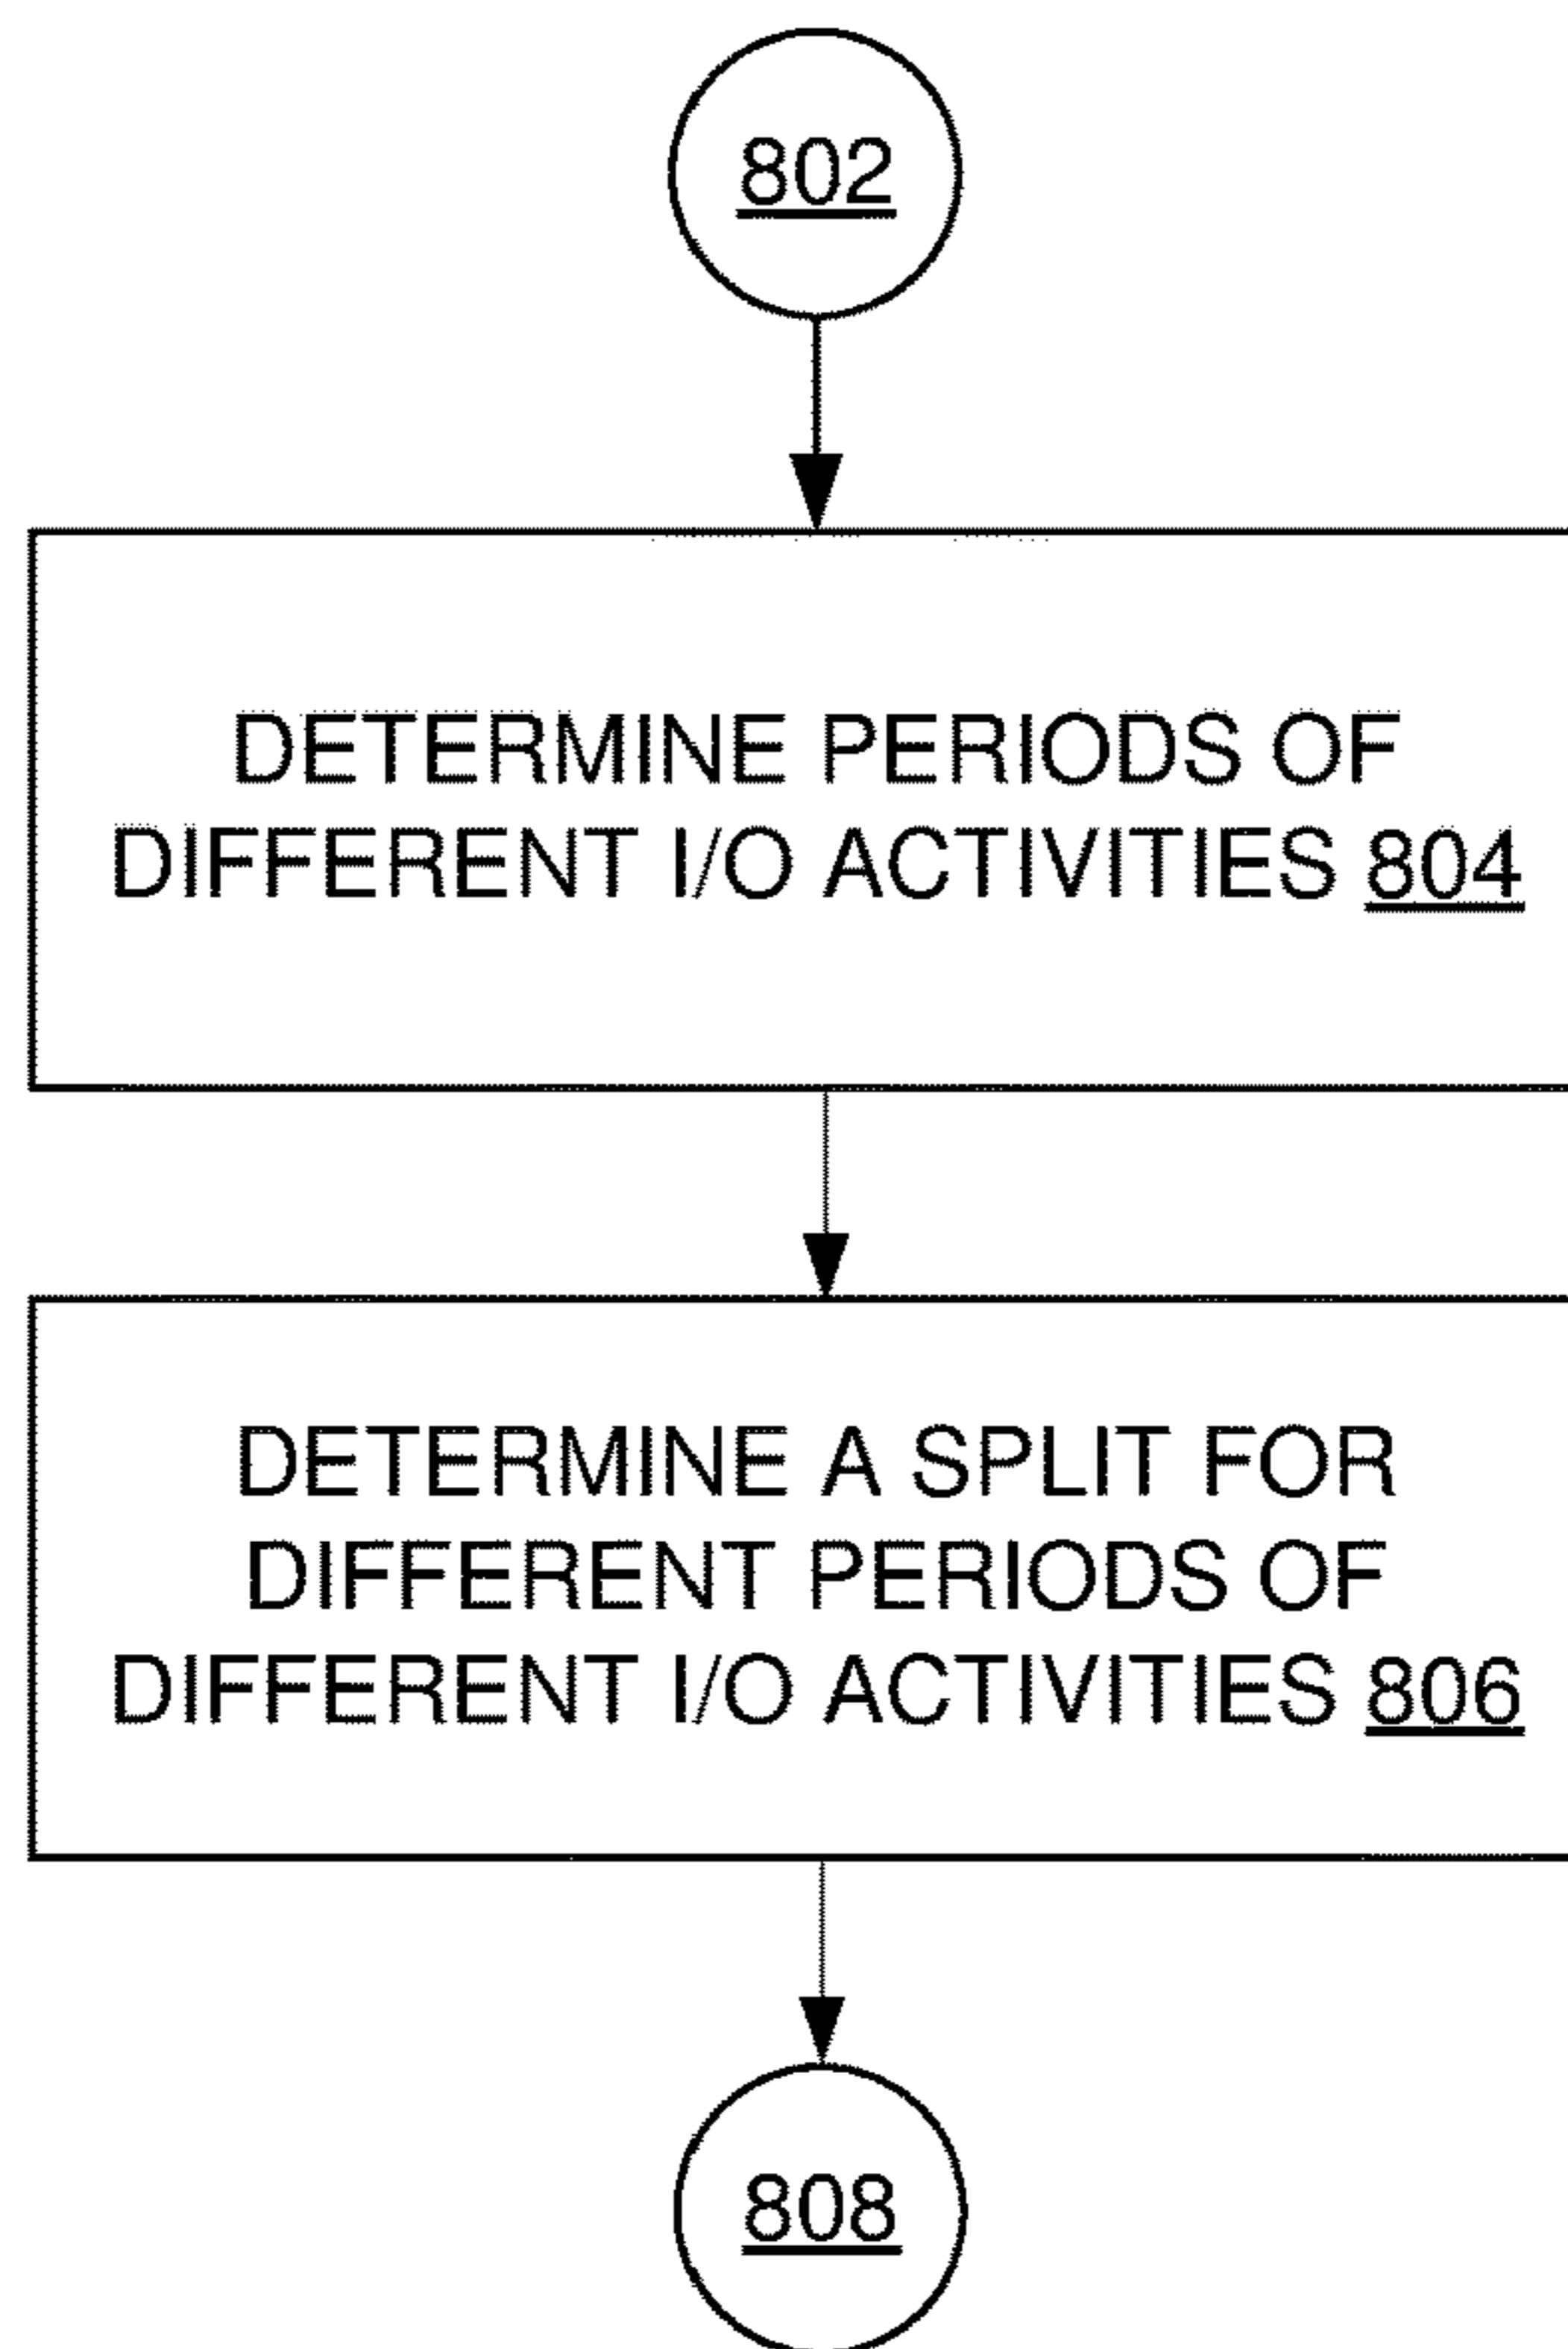 802
DETERMINE PERIODS OF
DIFFERENT I/O ACTIVITIES 804
DETERMINE A SPLIT FOR
DIFFERENT PERIODS OF
DIFFERENT I/O ACTIVITIES 806
808